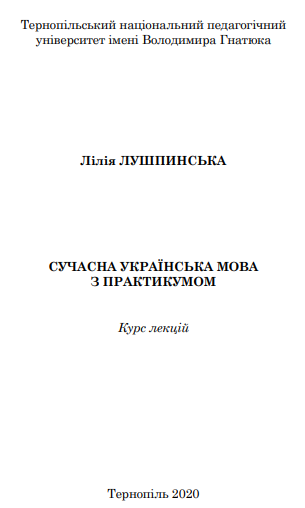 Тернопільський національний педагогічний
університет імені Володимира Гнатюка
Лілія ЛУШПИНСЬКА
СУЧАСНА УКРАЇНСЬКА МОВА
З ПРАКТИКУМОМ
Курс лекцій
Тернопіль 2020